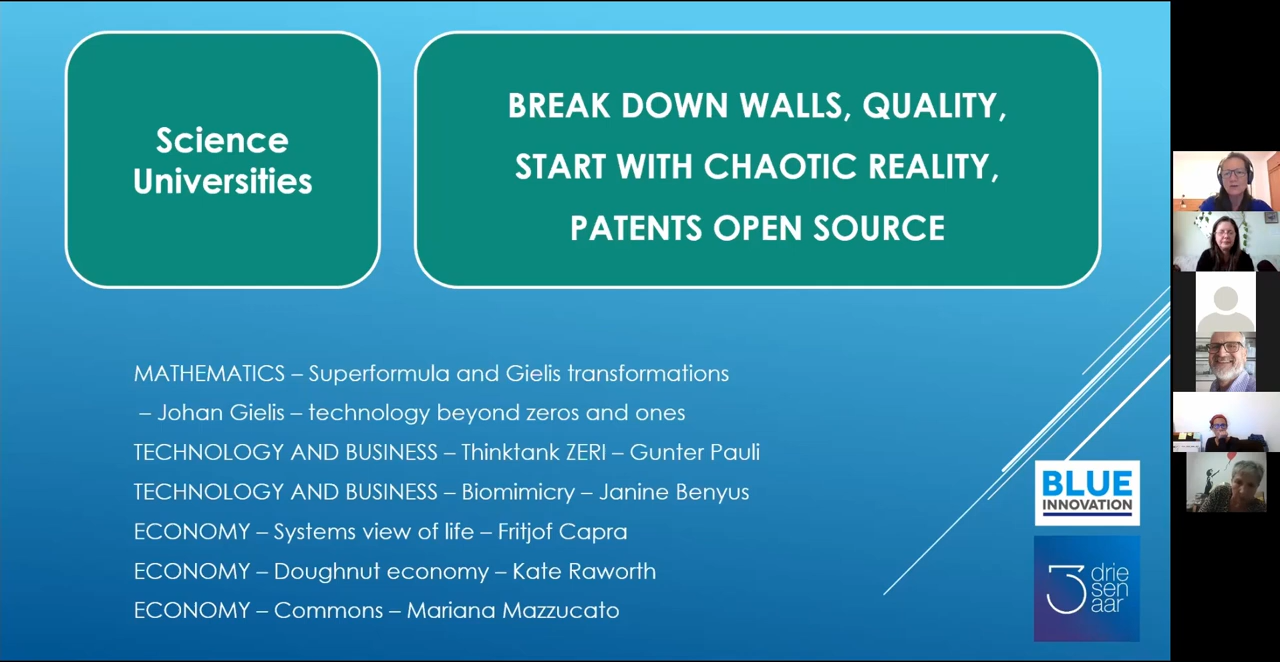 Science
Universities
BREAK DOWN WALLS, QUALITY,
START WITH CHAOTIC REALITY,
PATENTS OPEN SOURCE
MATHEMATICS – Superformula and Gielis transformations
– Johan Gielis – technology beyond zeros and ones
TECHNOLOGY AND BUSINESS – Thinktank ZERI – Gunter Pauli
TECHNOLOGY AND BUSINESS – Biomimicry – Janine Benyus
ECONOMY – Systems view of life – Fritjof Capra
ECONOMY – Doughnut economy – Kate Raworth
ECONOMY – Commons – Mariana Mazzucato
BLUE
INNOVATION
3 drie
sen
aar